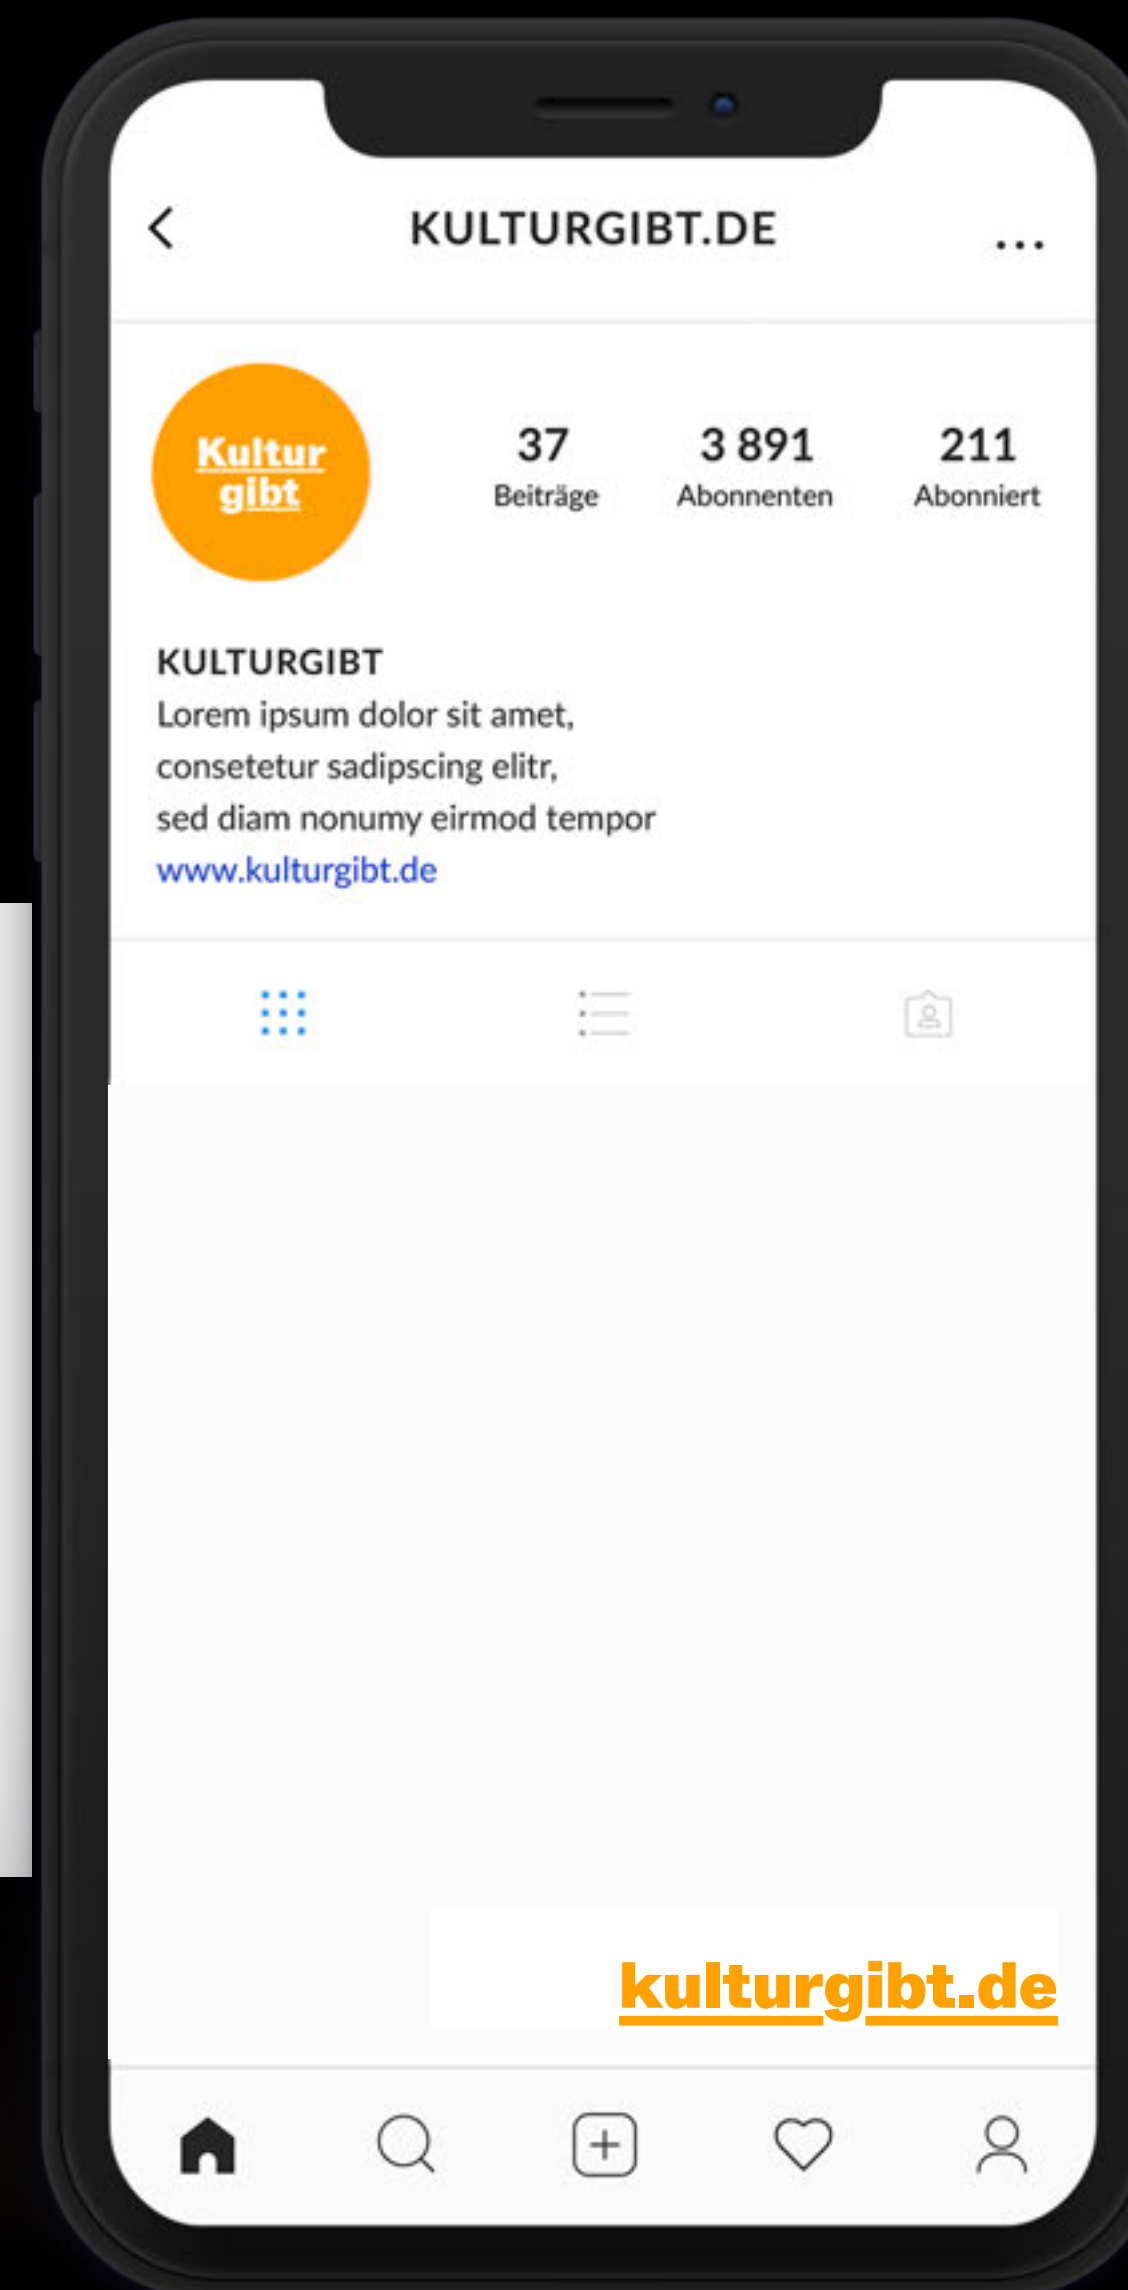 KULTURGIBT.DE
...
Kultur
gibt
37 3 891 211
Beiträge Abonnenten Abonniert
KULTURGIBT
Lorem ipsum dolor sit amet,
consetetur sadipscing elitr,
sed diam nonumy eirmod tempor
www.kulturgibt.de
kulturgibt.de